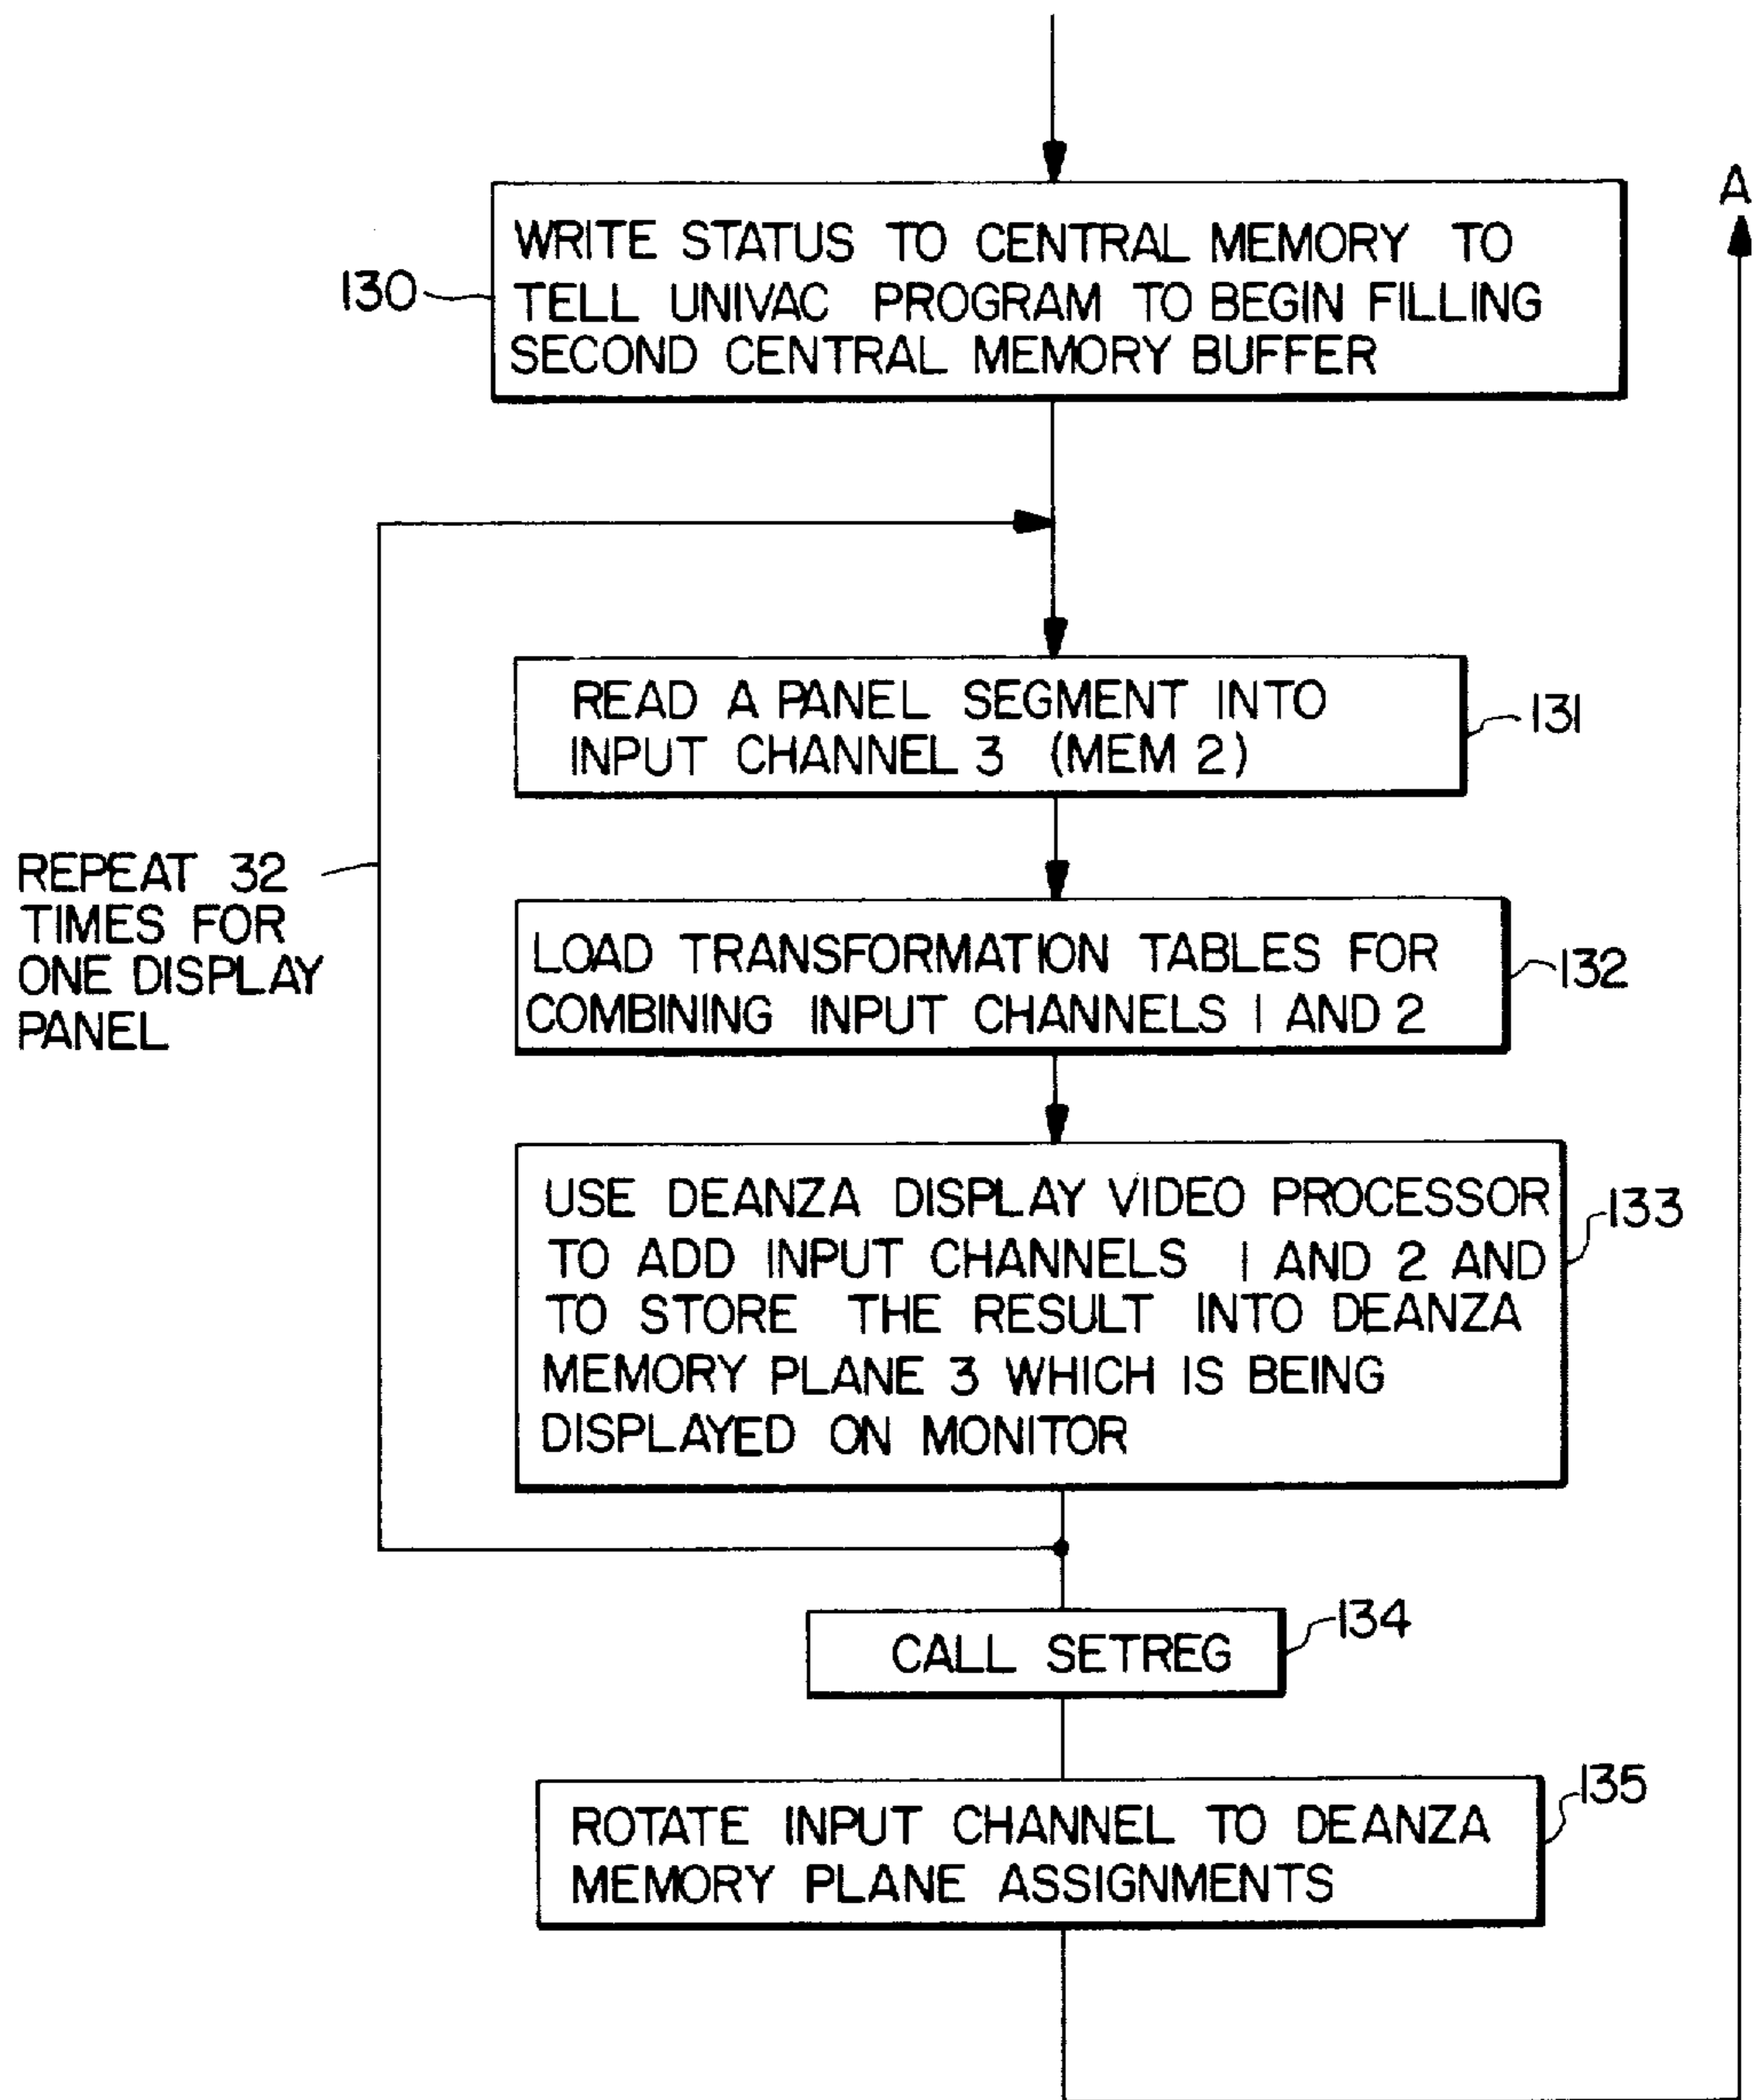 A
WRITE STATUS TO CENTRAL MEMORY TO
TELL UNIVAC PROGRAM TO BEGIN FILLING
SECOND CENTRAL MEMORY BUFFER
130
READ A PANEL SEGMENT INTO
INPUT CHANNEL 3 (MEM 2)
131
REPEAT 32
TIMES FOR
ONE DISPLAY
PANEL
LOAD TRANSFORMATION TABLES FOR
COMBINING INPUT CHANNELS 1 AND 2
132
USE DEANZA DISPLAY VIDEO PROCESSOR
TO ADD INPUT CHANNELS 1 AND 2 AND
TO STORE THE RESULT INTO DEANZA
MEMORY PLANE 3 WHICH IS BEING
DISPLAYED ON MONITOR
133
CALL SETREG
134
ROTATE INPUT CHANNEL TO DEANZA
MEMORY PLANE ASSIGNMENTS
135